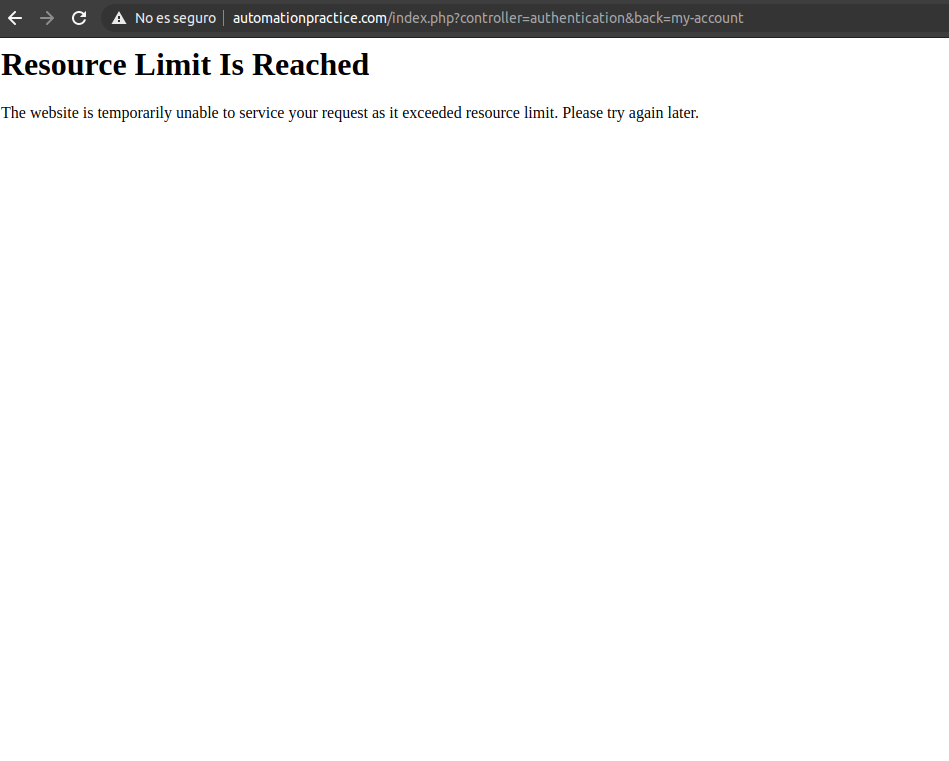 No es seguro | automationpractice.com/index.php?controller=authentication&back=my-account
Resource Limit Is Reached
The website is temporarily unable to service your request as it exceeded resource limit. Please try again later.